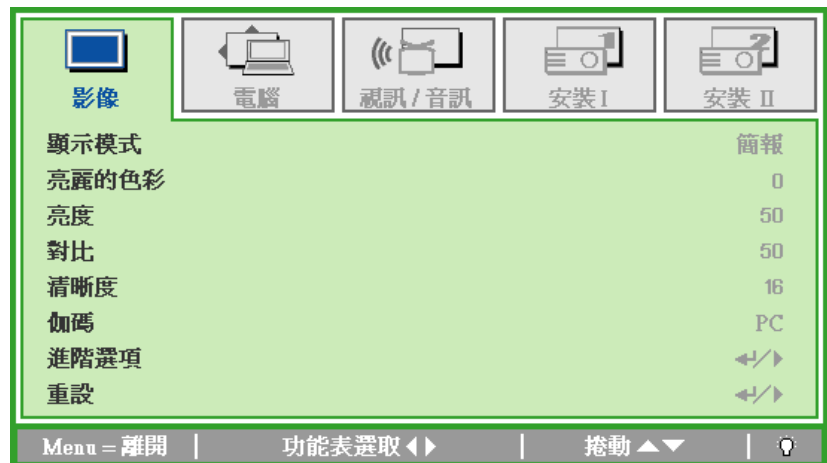 影像 電腦 視訊 / 音訊 安裝 I 安裝 II
顯示模式 簡報
亮麗的色彩 0
亮度 50
對比 50
清晰度 16
伽碼 PC
進階選項
重設
Menu = 離開 | 功能表選取 | 捲動 |